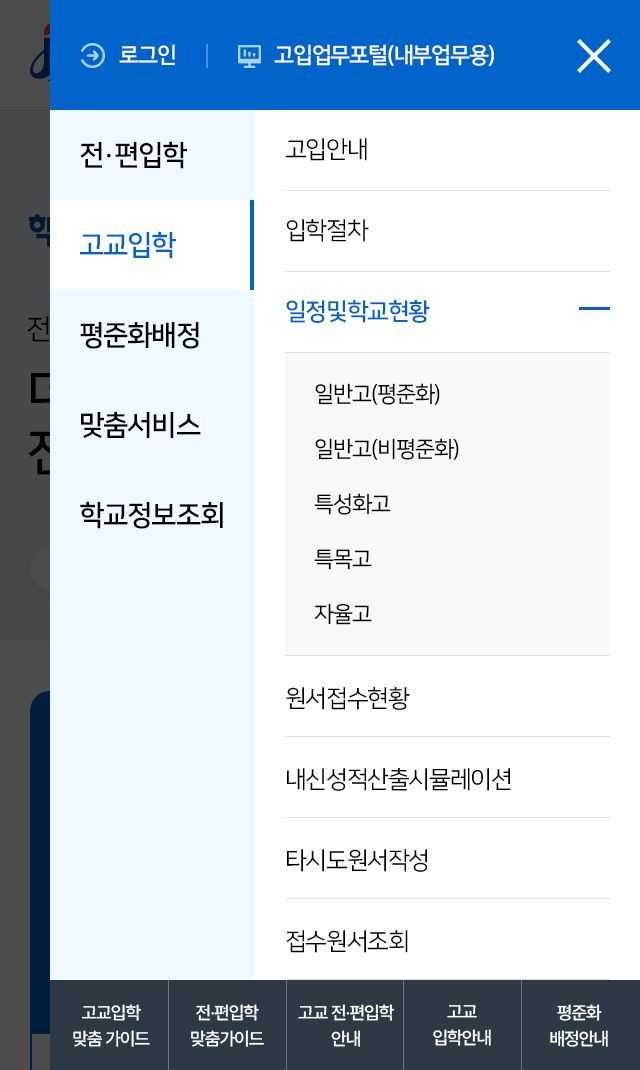 로그인
고입업무포털(내부업무용)
전·편입학
고교입학
평준화배정
맞춤서비스
학교정보조회
고입안내
입학절차
일정및학교현황
일반고(평준화)
일반고(비평준화)
특성화고
특목고
자율고
원서접수현황
내신성적산출시뮬레이션
타시도원서작성
접수원서조회
고교입학
맞춤 가이드
전·편입학
맞춤가이드
고교 전·편입학
안내
고교
입학안내
평준화
배정안내